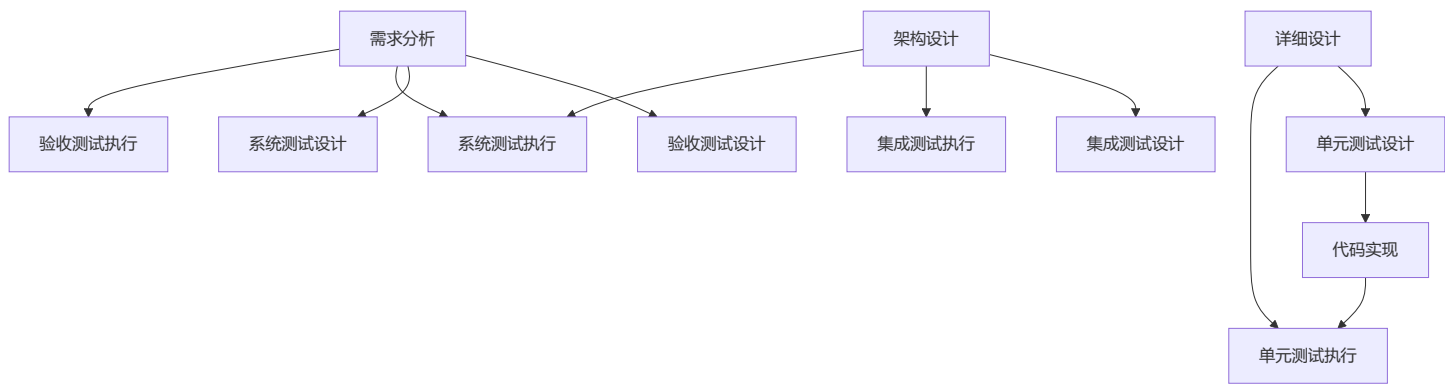 需求分析
架构设计
详细设计
验收测试执行
系统测试设计
系统测试执行
验收测试设计
集成测试执行
集成测试设计
单元测试设计
代码实现
单元测试执行